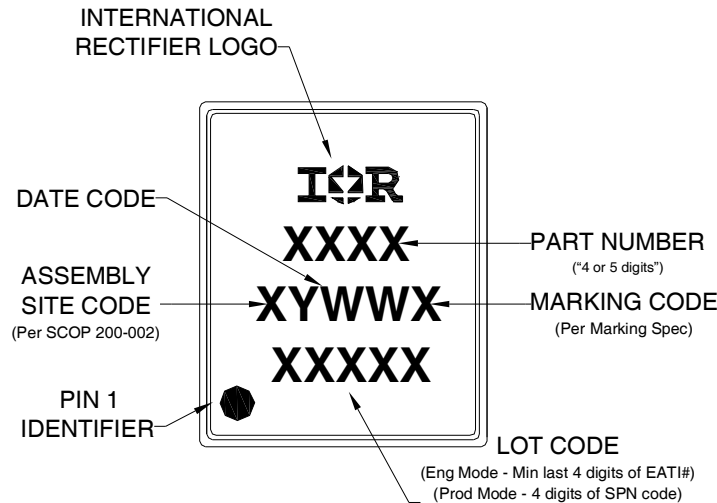 INTERNATIONAL
RECTIFIER LOGO
IOR
DATE CODE
XXXX
PART NUMBER
(“4 or 5 digits”)
ASSEMBLY
SITE CODE
(Per SCOP 200-002)
XYWWX
MARKING CODE
(Per Marking Spec)
XXXXX
PIN 1
IDENTIFIER
LOT CODE
(Eng Mode - Min last 4 digits of EATI#)
(Prod Mode - 4 digits of SPN code)